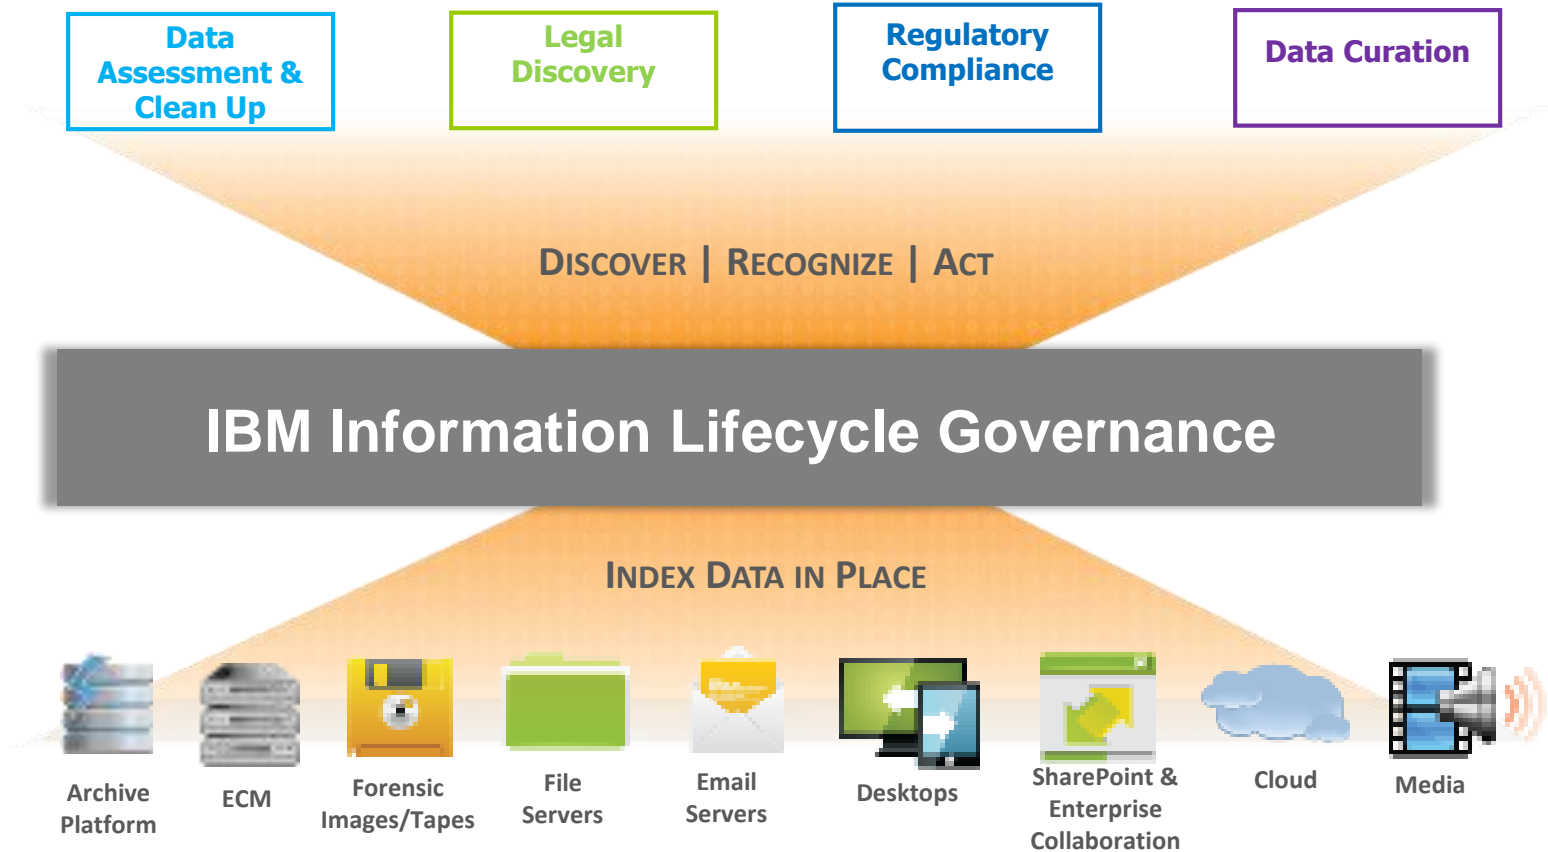 Data
Assessment &
Clean Up
Legal
Discovery
Regulatory
Compliance
Data Curation
DISCOVER | RECOGNIZE | ACT
IBM Information Lifecycle Governance
INDEX DATA IN PLACE
Archive
Platform
ECM
Forensic
Images/Tapes
File
Servers
Email
Servers
Desktops
SharePoint &
Enterprise
Collaboration
Cloud
Media